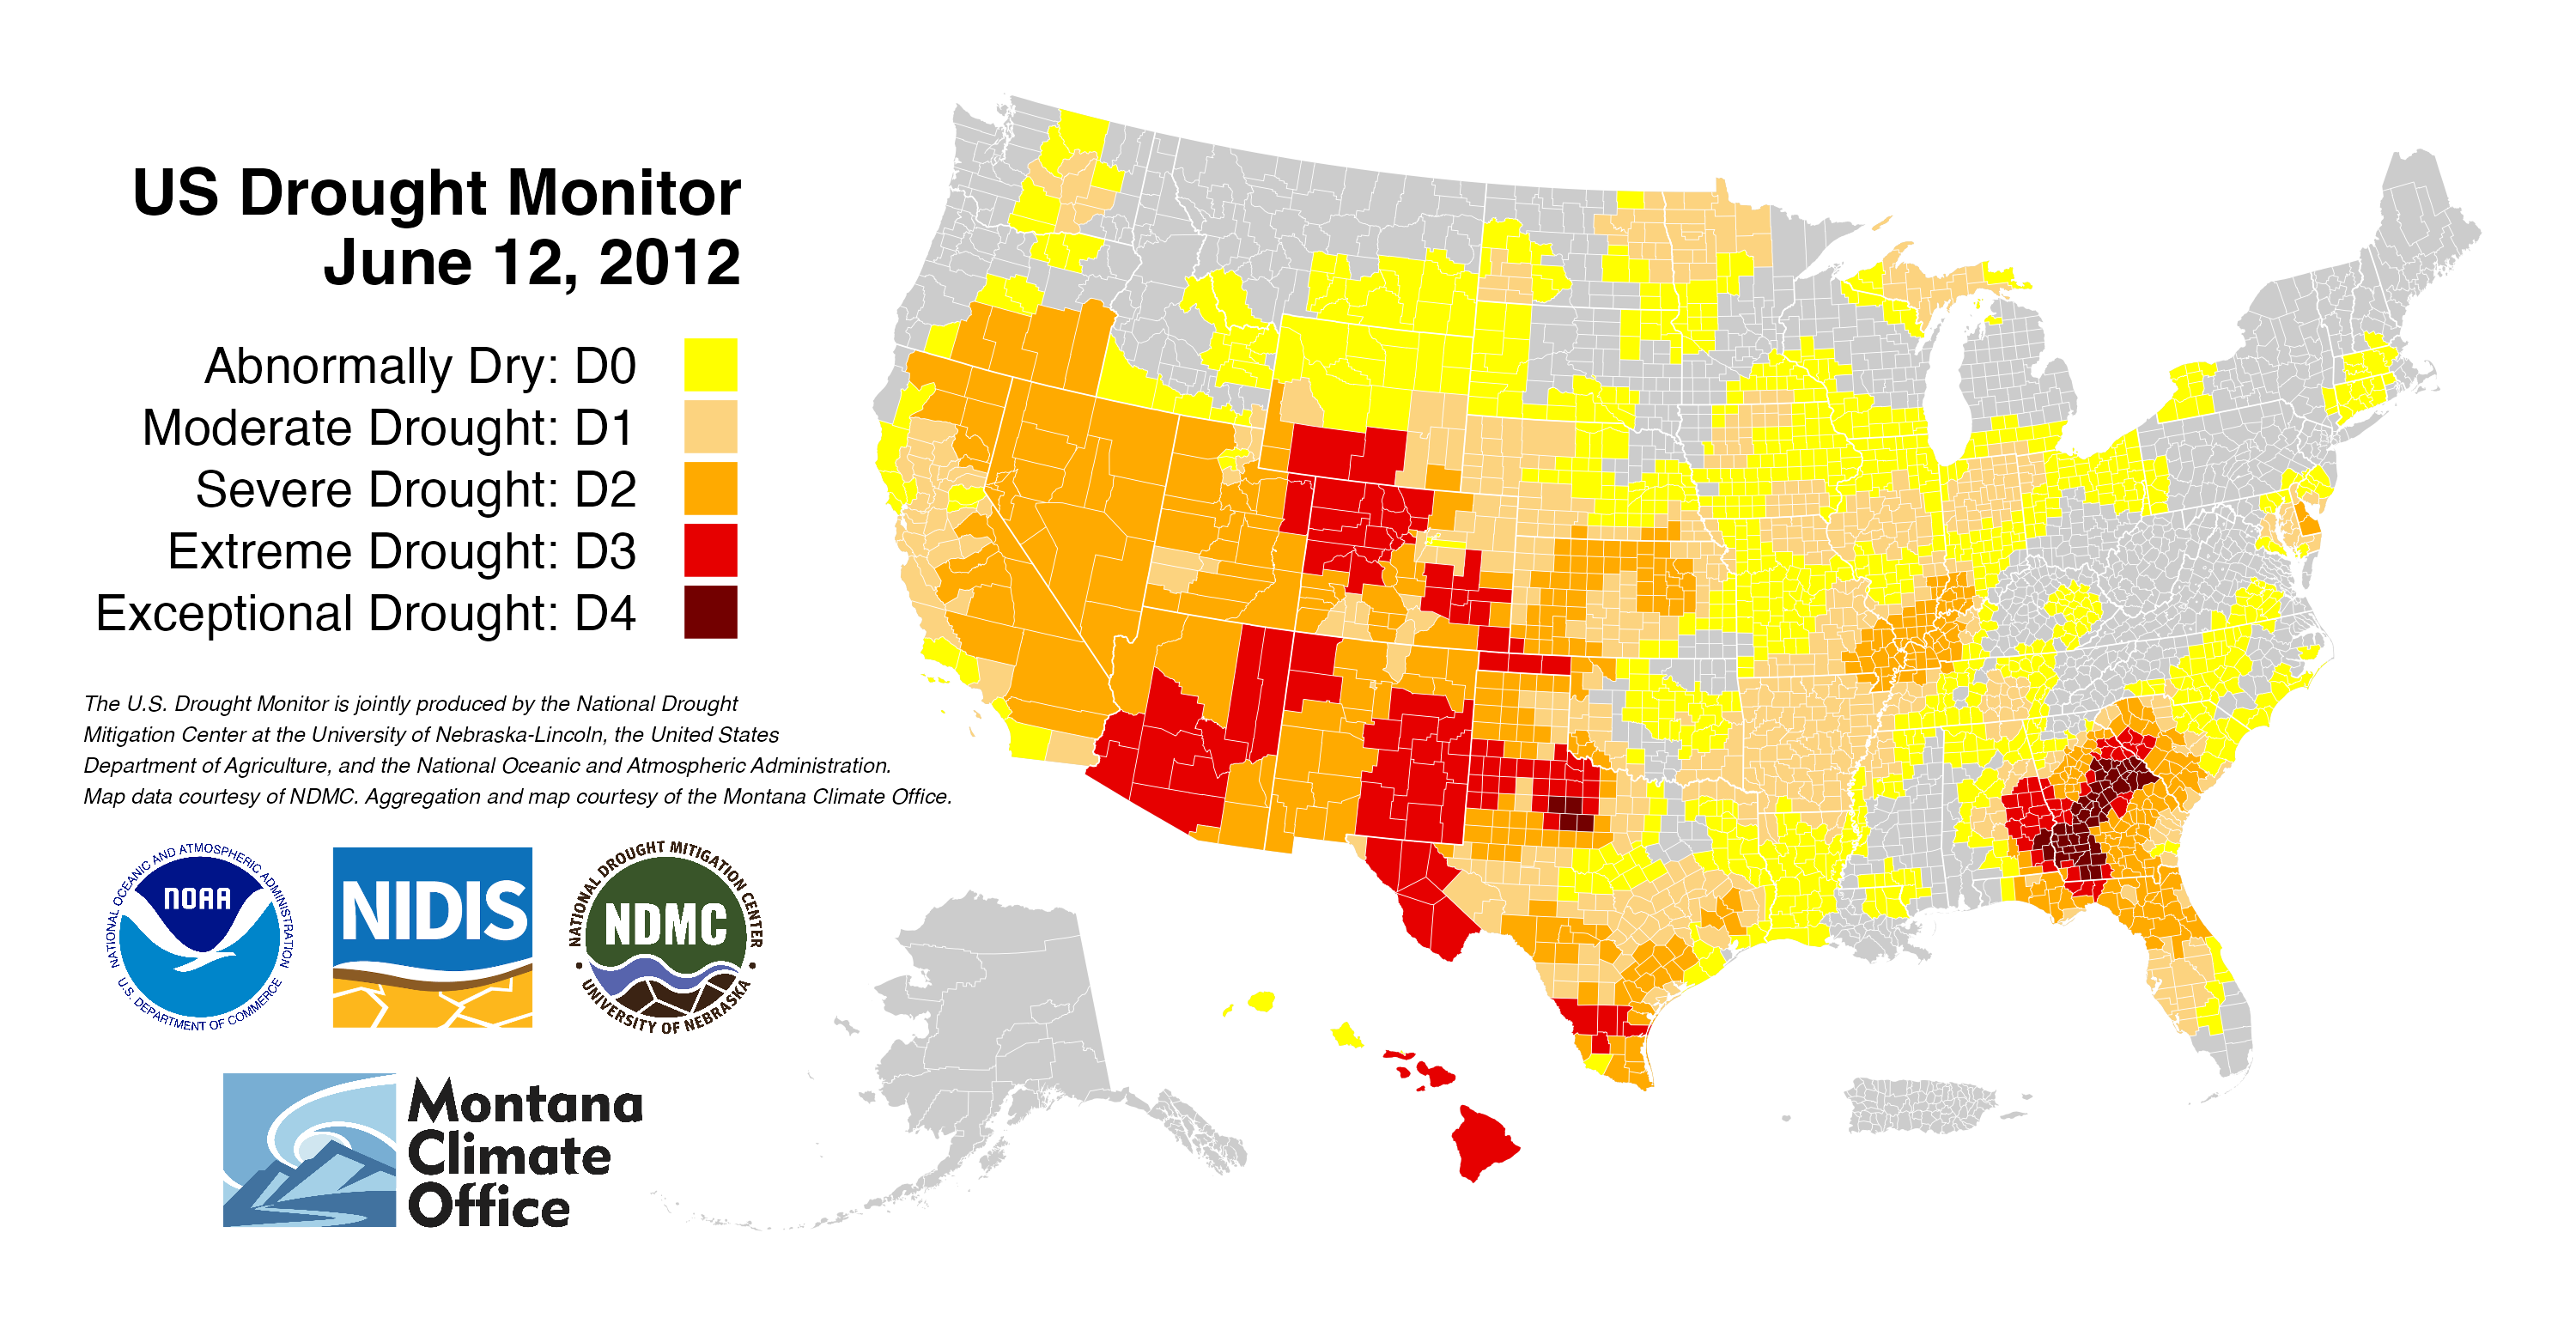 US Drought Monitor
June 12, 2012
Abnormally Dry: D0
Moderate Drought: D1
Severe Drought: D2
Extreme Drought: D3
Exceptional Drought: D4
The U.S. Drought Monitor is jointly produced by the National Drought
Mitigation Center at the University of Nebraska-Lincoln, the United States
Department of Agriculture, and the National Oceanic and Atmospheric Administration.
Map data courtesy of NDMC. Aggregation and map courtesy of the Montana Climate Office.
NATIONAL OCEANIC AND ATMOSPHERIC ADMINISTRATION
NOAA
U.S. DEPARTMENT OF COMMERCE
NIDIS
NATIONAL DROUGHT MITIGATION CENTER
NDMC
UNIVERSITY OF NEBRASKA
Montana
Climate
Office